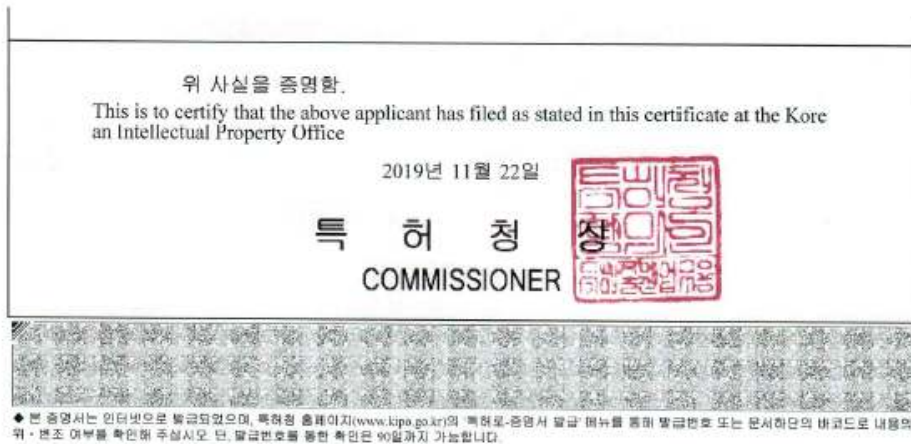 위 사실을 증명함.
This is to certify that the above applicant has filed as stated in this certificate at the Kore
an Intellectual Property Office
2019년 11월 22일
특 허 청 장
COMMISSIONER
◆ 본 증명서는 인터넷으로 발급되었으며, 특허청 홈페이지(www.kipo.go.kr)의 '특허로-증명서 발급' 메뉴를 통해 발급번호 또는 문서하단의 바코드로 내용의
위·변조 여부를 확인해 주십시오. 단, 발급번호를 통한 확인은 90일까지 가능합니다.